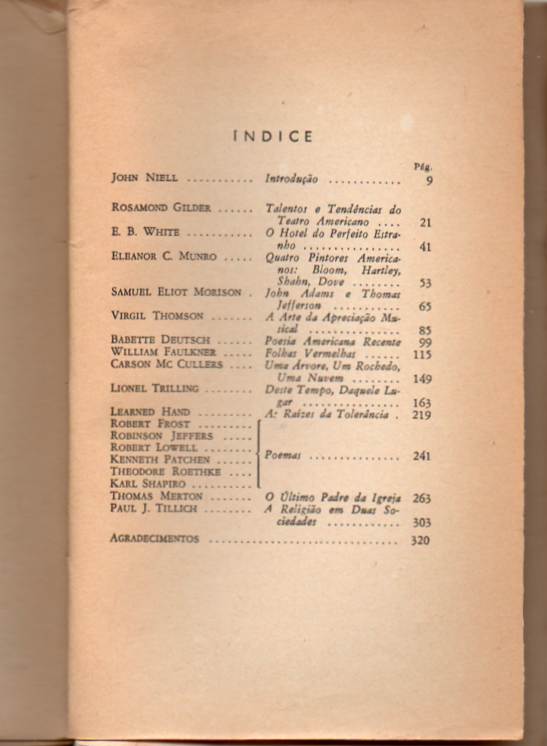 ÍNDICE
Pág.
JOHN NIELL ........... Introdução ............ 9
ROSAMOND GILDER ...... Talentos e Tendências do
Teatro Americano .... 21
E. B. WHITE ........... O Hotel do Perfeito Estra-
nho ................ 41
ELEANOR C. MUNRO ..... Quatro Pintores America-
nos: Bloom, Hartley,
Shahn, Dove ........ 53
SAMUEL ELIOT MORISON . John Adams e Thomas
Jefferson ........... 65
VIRGIL THOMSON ....... A Arte da Apreciação Mu-
sical ............... 85
BABETTE DEUTSCH ...... Poesia Americana Recente 99
WILLIAM FAULKNER ..... Folhas Vermelhas ...... 115
CARSON MC CULLERS .... Uma Árvore, Um Rochedo,
Uma Nuvem ........ 149
LIONEL TRILLING ........ Deste Tempo, Daquele Lu-
gar ................ 163
LEARNED HAND ......... A: Raízes da Tolerância . 219
ROBERT FROST ..........
ROBINSON JEFFERS .....
ROBERT LOWELL ........
KENNETH PATCHEN ..... Poemas ............... 241
THEODORE ROETHKE ...
KARL SHAPIRO ..........
THOMAS MERTON ....... O Último Padre da Igreja 263
PAUL J. TILLICH ........ A Religião em Duas So-
ciedades ............ 303
AGRADECIMENTOS ............................... 320